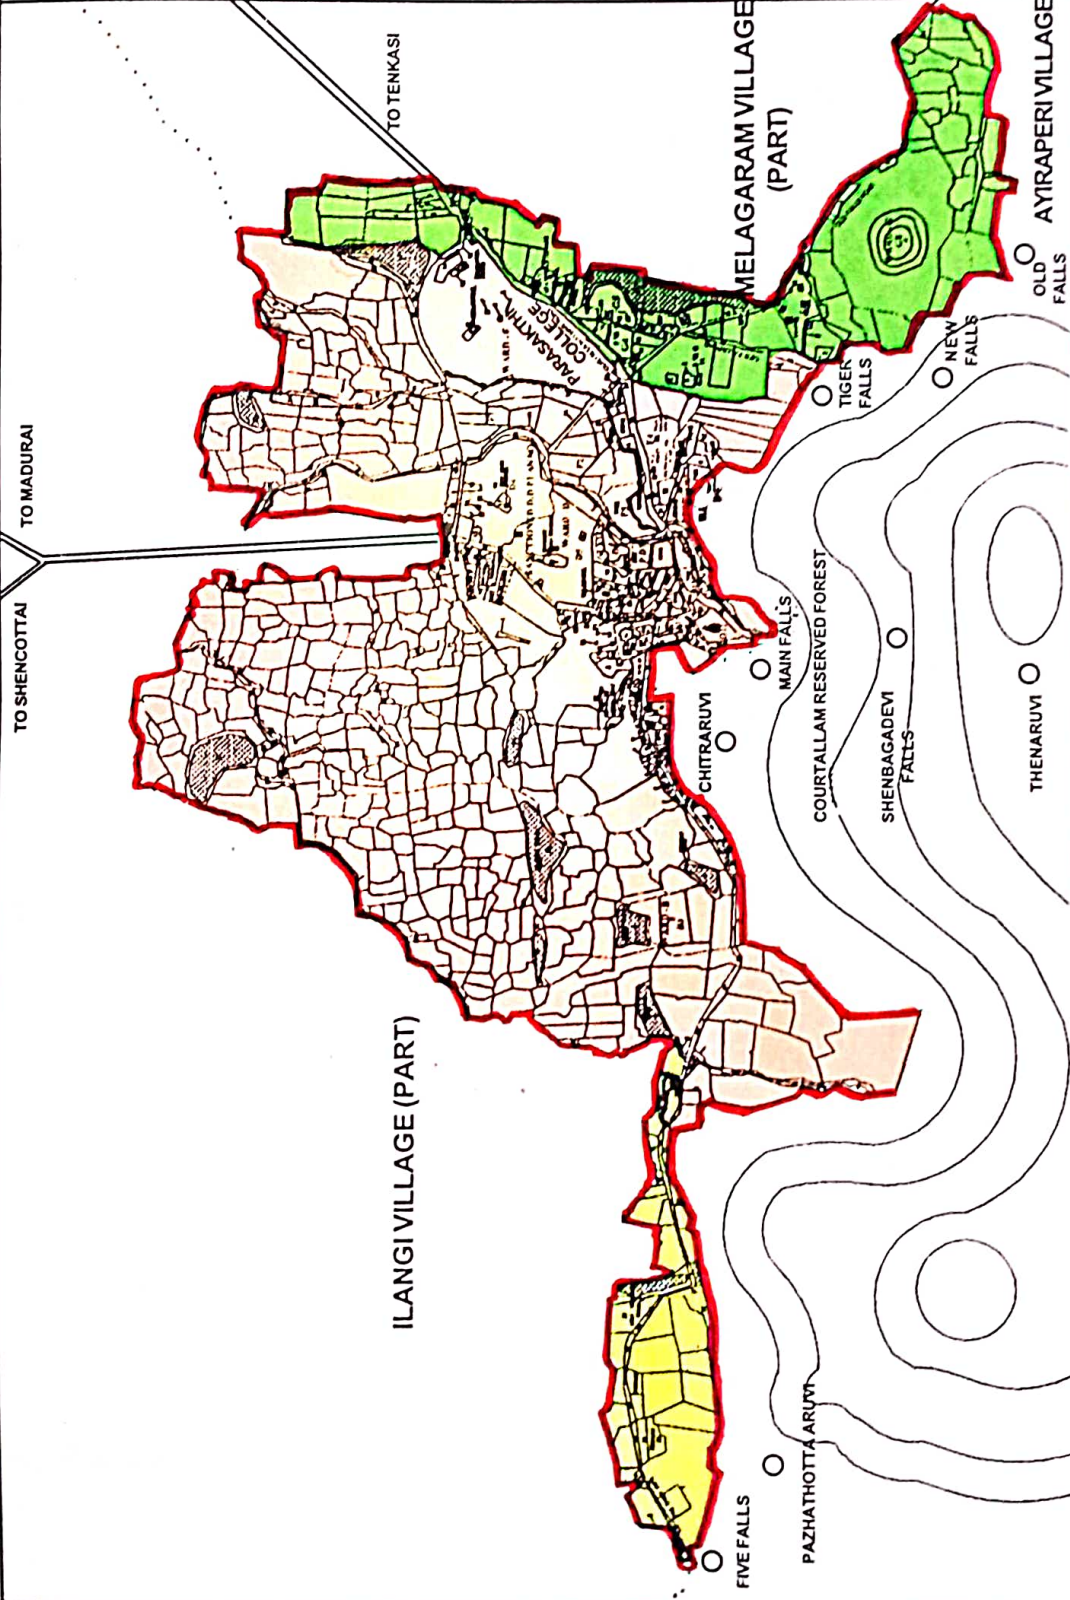 TO MADURAI
TO SHENCOTTAI
TO TENKASI
MELAGARAM VILLAGE
(PART)
AYIRAPERI VILLAGE
OLD
FALLS
NEW
FALLS
TIGER
FALLS
PARASAKTHI
COLLEGE
MAIN FALLS
COURTALLAM RESERVED FOREST
SHENBAGADEVI
FALLS
THENARUVI
CHITRARUVI
ILANGI VILLAGE (PART)
FIVE FALLS
PAZHATHOTTA ARUVI